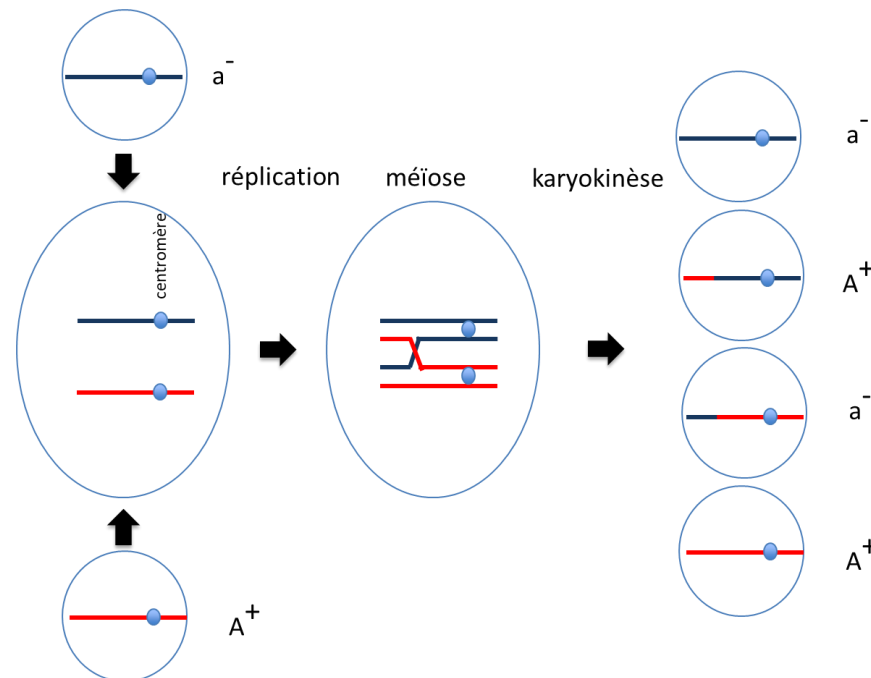 a-
réplication
méïose
karyokinèse
centromère
a-
A+
a-
A+
A+